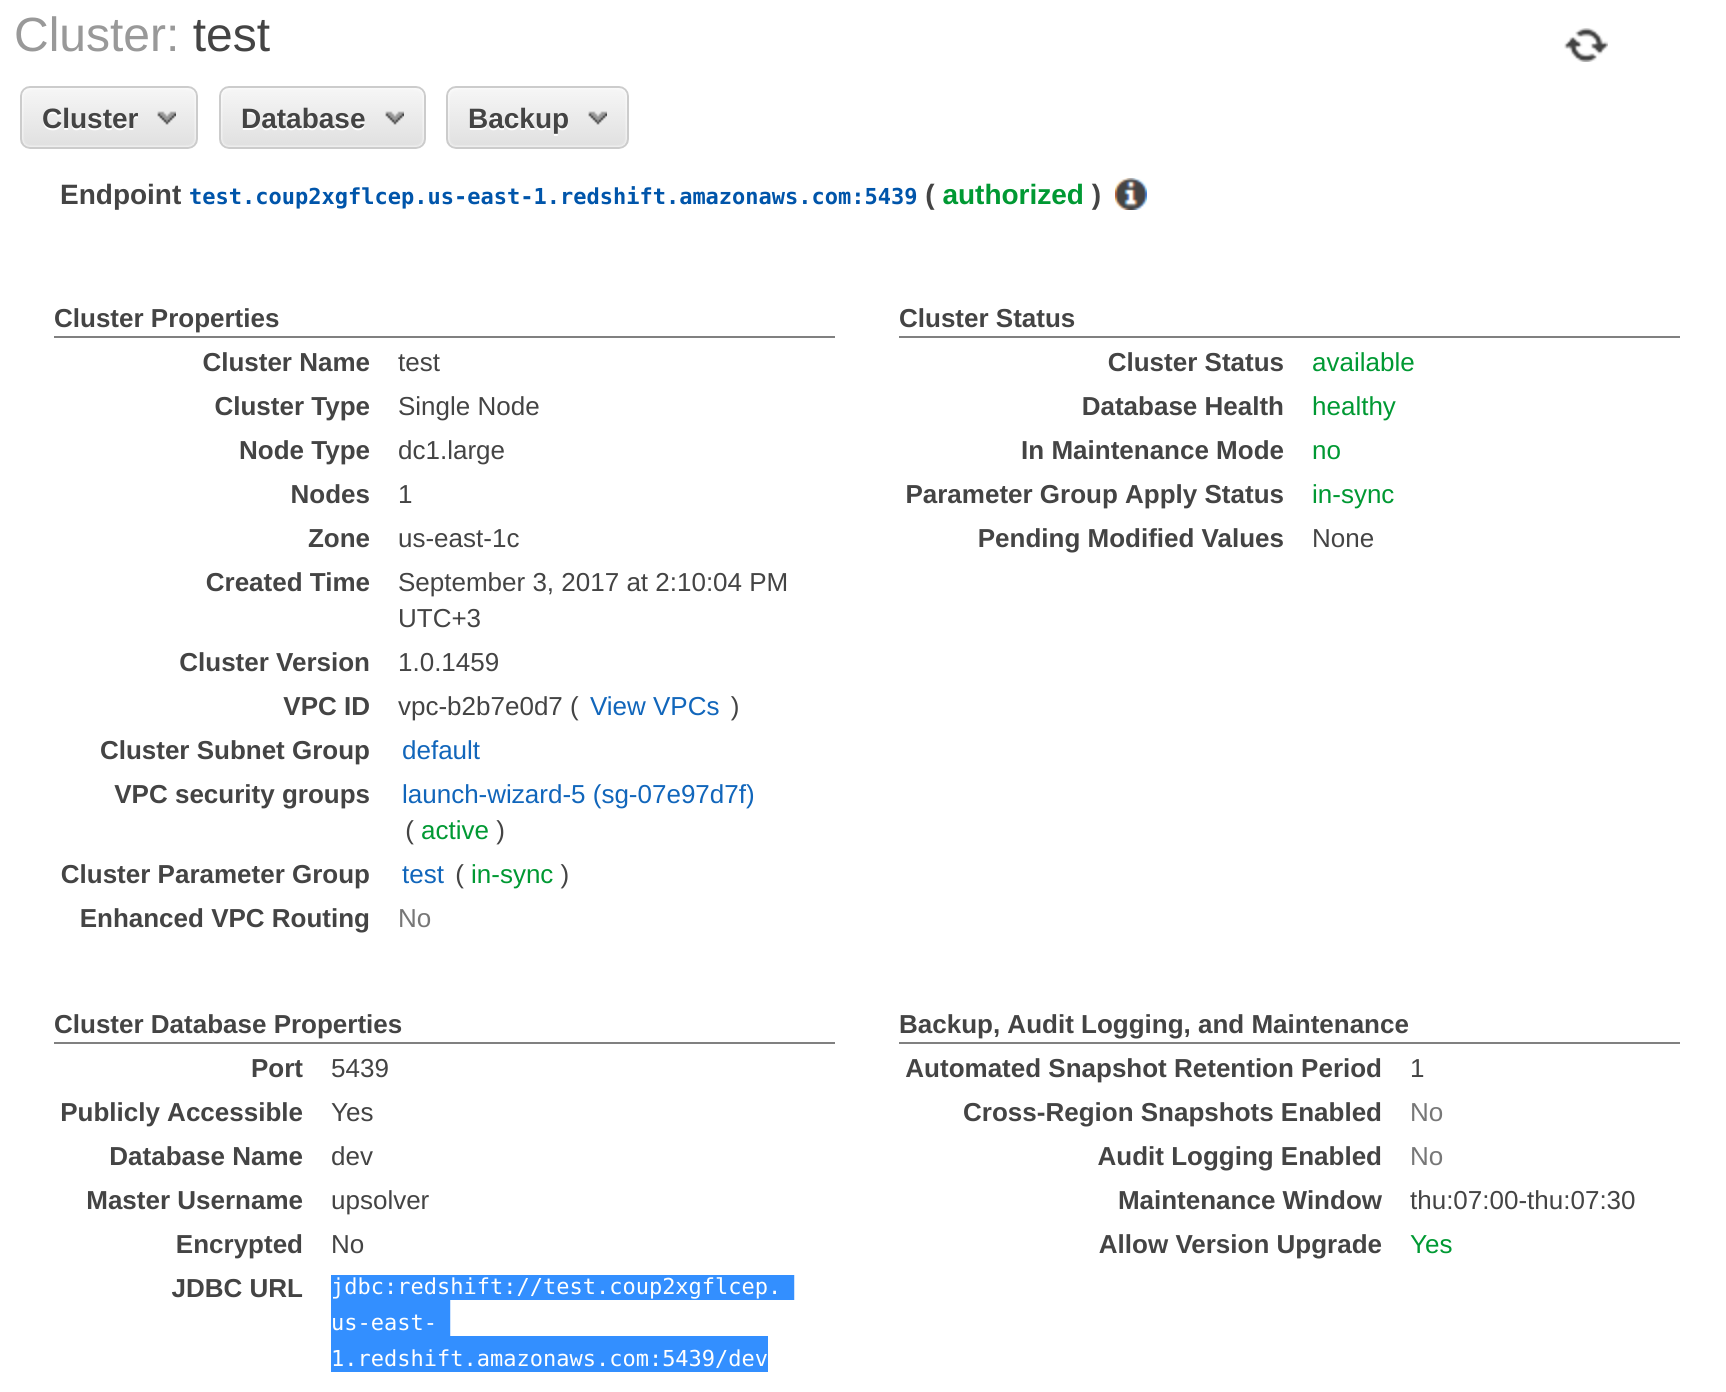 Cluster: test
Cluster
Database
Backup
Endpoint test.coup2xgflcep.us-east-1.redshift.amazonaws.com:5439 ( authorized )
Cluster Properties
Cluster Name test
Cluster Type Single Node
Node Type dc1.large
Nodes 1
Zone us-east-1c
Created Time September 3, 2017 at 2:10:04 PM
UTC+3
Cluster Version 1.0.1459
VPC ID vpc-b2b7e0d7 ( View VPCs )
Cluster Subnet Group default
VPC security groups launch-wizard-5 (sg-07e97d7f)
( active )
Cluster Parameter Group test ( in-sync )
Enhanced VPC Routing No
Cluster Status
Cluster Status available
Database Health healthy
In Maintenance Mode no
Parameter Group Apply Status in-sync
Pending Modified Values None
Cluster Database Properties
Port 5439
Publicly Accessible Yes
Database Name dev
Master Username upsolver
Encrypted No
JDBC URL jdbc:redshift://test.coup2xgflcep.
us-east-
1.redshift.amazonaws.com:5439/dev
Backup, Audit Logging, and Maintenance
Automated Snapshot Retention Period 1
Cross-Region Snapshots Enabled No
Audit Logging Enabled No
Maintenance Window thu:07:00-thu:07:30
Allow Version Upgrade Yes